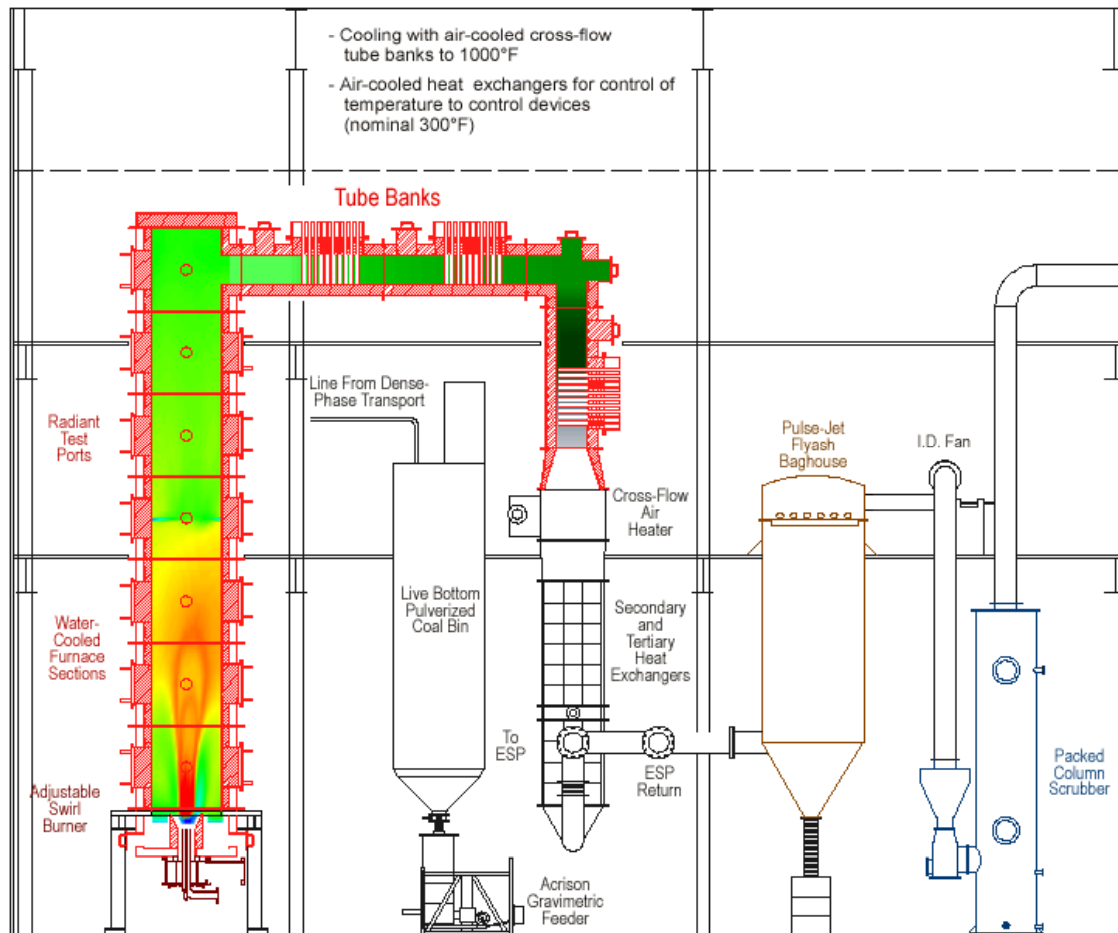 - Cooling with air-cooled cross-flow
tube banks to 1000°F
- Air-cooled heat exchangers for control of
temperature to control devices
(nominal 300°F)
Tube Banks
Line From Dense-
Phase Transport
Radiant
Test
Ports
Pulse-Jet
Flyash
Baghouse
I.D. Fan
Cross-Flow
Air
Heater
Live Bottom
Pulverized
Coal Bin
Secondary
and
Tertiary
Heat
Exchangers
Water-
Cooled
Furnace
Sections
To
ESP
ESP
Return
Packed
Column
Scrubber
Adjustable
Swirl
Burner
Acrison
Gravimetric
Feeder